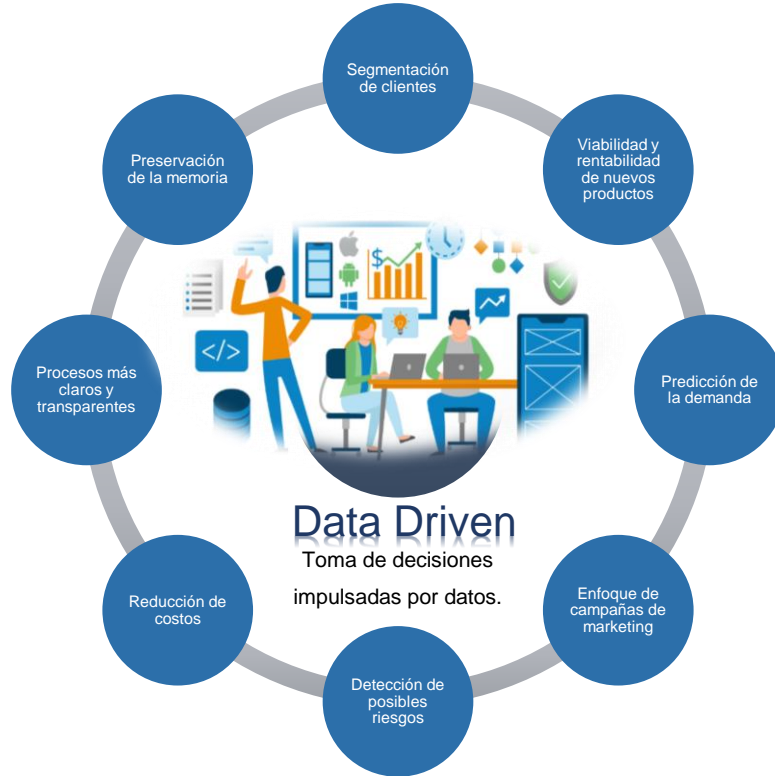 Segmentación
de clientes
Viabilidad y
rentabilidad
de nuevos
productos
Predicción de
la demanda
Enfoque de
campañas de
marketing
Detección de
posibles
riesgos
Reducción de
costos
Procesos más
claros y
transparentes
Preservación
de la memoria
$
</>
Data Driven
Toma de decisiones
impulsadas por datos.